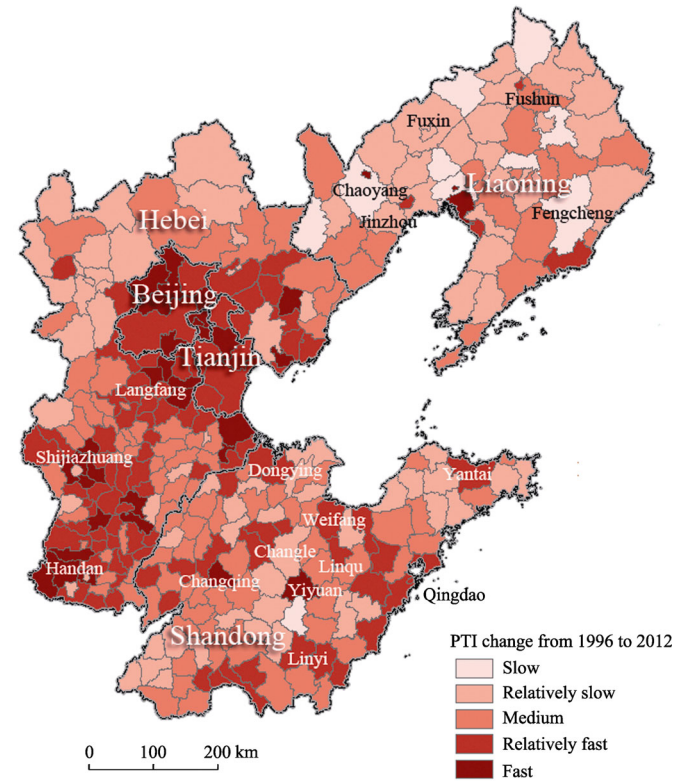 Fushun
Fuxin
Chaoyang
Liaoning
Hebei
Jinzhou
Fengcheng
Beijing
Tianjin
Langfang
Shijiazhuang
Dongying
Yantai
Weifang
Changle
Handan
Changqing
Linqu
Yiyuan
Qingdao
Shandong
Linyi
PTI change from 1996 to 2012
Slow
Relatively slow
Medium
Relatively fast
Fast
0 100 200 km